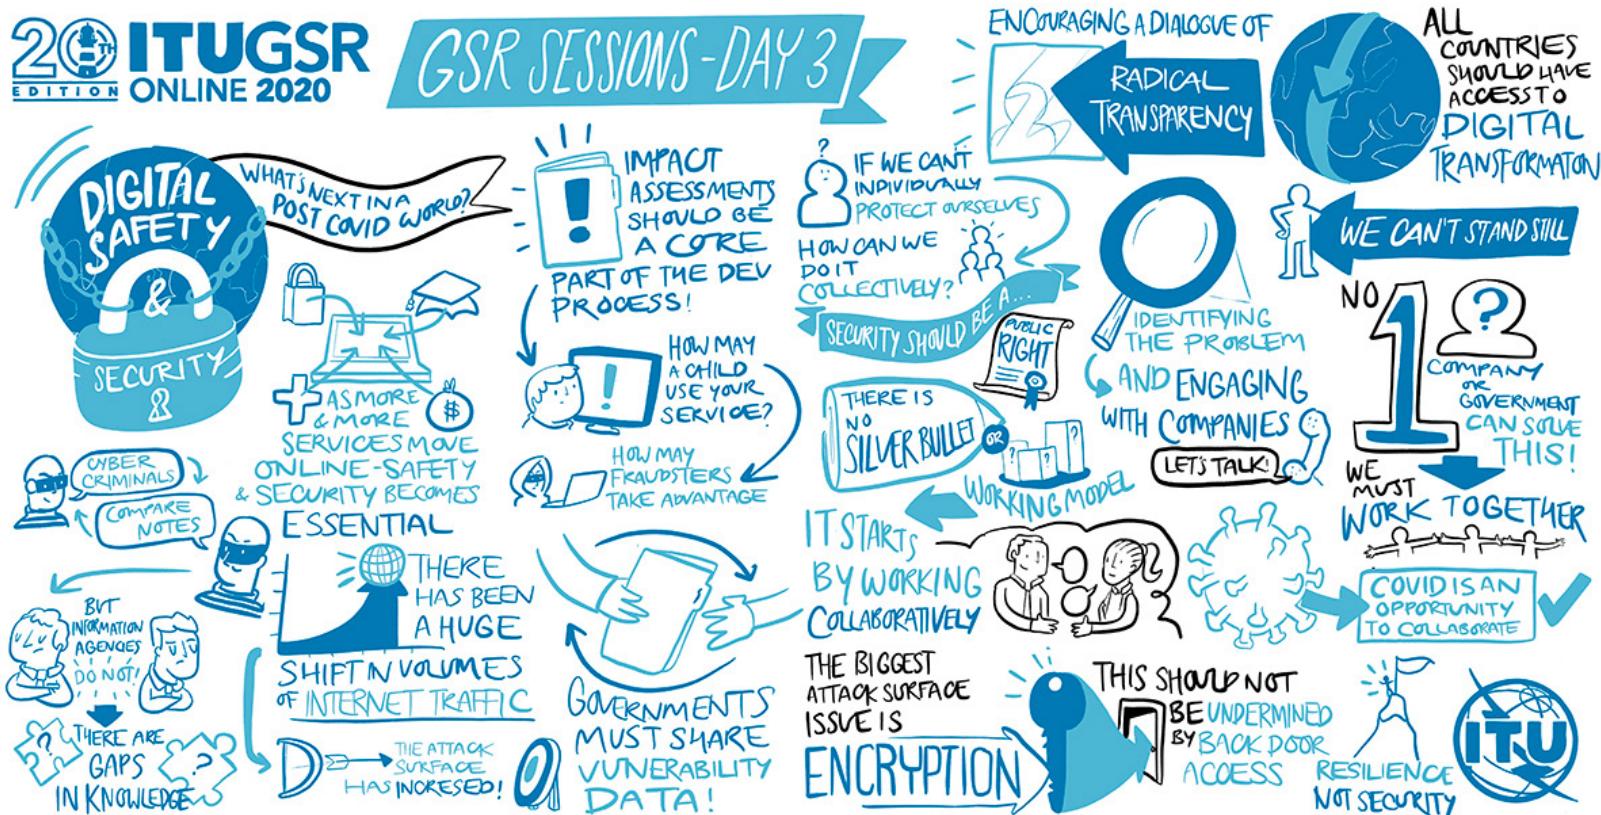 20TH
EDITION
ITUGSR
ONLINE 2020
GSR SESSIONS - DAY 3
DIGITAL
SAFETY
&
SECURITY
WHAT'S NEXT IN A
POST COVID WORLD?
AS MORE
& MORE
SERVICES MOVE
ONLINE - SAFETY
& SECURITY BECOMES
ESSENTIAL
$
CYBER
CRIMINALS
COMPARE
NOTES
BUT
INFORMATION
AGENCIES
DO NOT!
?
?
THERE ARE
GAPS
IN KNOWLEDGE
THERE
HAS BEEN
A HUGE
SHIFT IN VOLUMES
OF INTERNET TRAFFIC
THE ATTACK
SURFACE
HAS INCRESED!
!
IMPACT
ASSESSMENTS
SHOULD BE
A CORE
PART OF THE DEV
PROCESS!
!
HOW MAY
A CHILD
USE YOUR
SERVICE?
HOW MAY
FRAUDSTERS
TAKE ADVANTAGE
GOVERNMENTS
MUST SHARE
VUNERABILITY
DATA!
?
IF WE CAN'T
INDIVIDUALLY
PROTECT OURSELVES
HOW CAN WE
DO IT
COLLECTIVELY?
SECURITY SHOULD BE A...
PUBLIC
RIGHT
THERE IS
NO
SILVER BULLET
OR
? ? ?
WORKING MODEL
IT STARTS
BY WORKING
COLLABORATIVELY
THE BIGGEST
ATTACK SURFACE
ISSUE IS
ENCRYPTION
THIS SHOULD NOT
BE UNDERMINED
BY BACK DOOR
ACCESS
ENCOURAGING A DIALOGUE OF
RADICAL
TRANSPARENCY
IDENTIFYING
THE PROBLEM
AND ENGAGING
WITH COMPANIES
LET'S TALK!
ALL
COUNTRIES
SHOULD HAVE
ACCESS TO
DIGITAL
TRANSFORMATON
WE CAN'T STAND STILL
NO 1
?
COMPANY
OR
GOVERNMENT
CAN SOLVE
THIS!
WE
MUST
WORK TOGETHER
COVID IS AN
OPPORTUNITY
TO COLLABORATE
RESILIENCE
NOT SECURITY
ITU